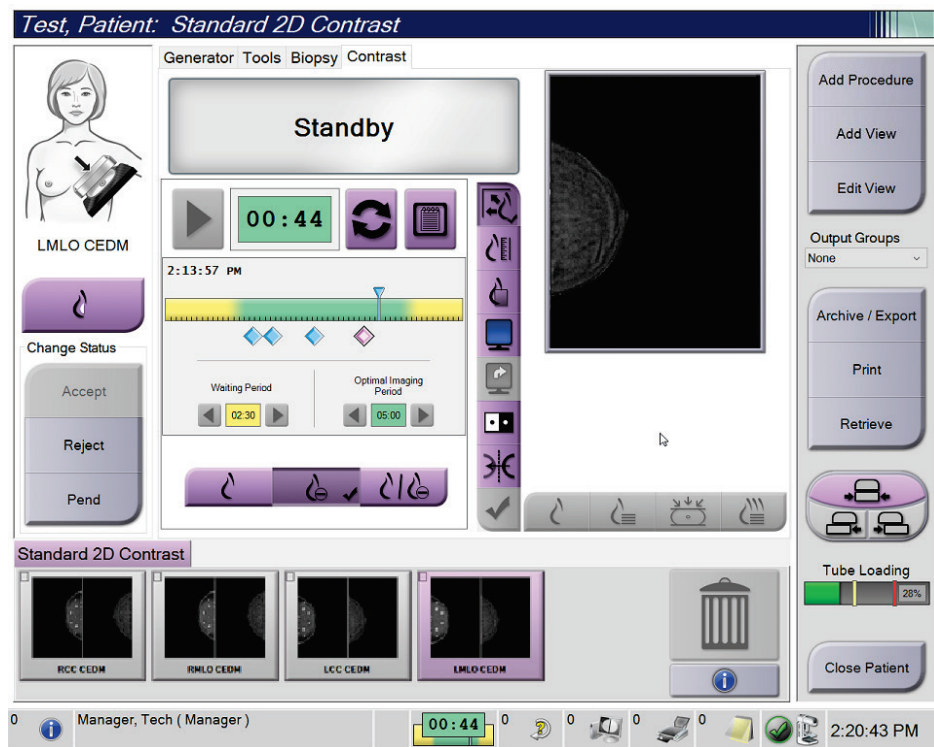 Test, Patient: Standard 2D Contrast
Generator Tools Biopsy Contrast
Standby
LMLO CEDM
00:44
2:13:57 PM
Waiting Period
02:30
Optimal Imaging
Period
05:00
Change Status
Accept
Reject
Pend
Add Procedure
Add View
Edit View
Output Groups
None
Archive / Export
Print
Retrieve
Tube Loading
28%
Close Patient
Standard 2D Contrast
RCC CEDM
RMLO CEDM
LCC CEDM
LMLO CEDM
0
Manager, Tech ( Manager )
00:44
0
0
0
0
2:20:43 PM